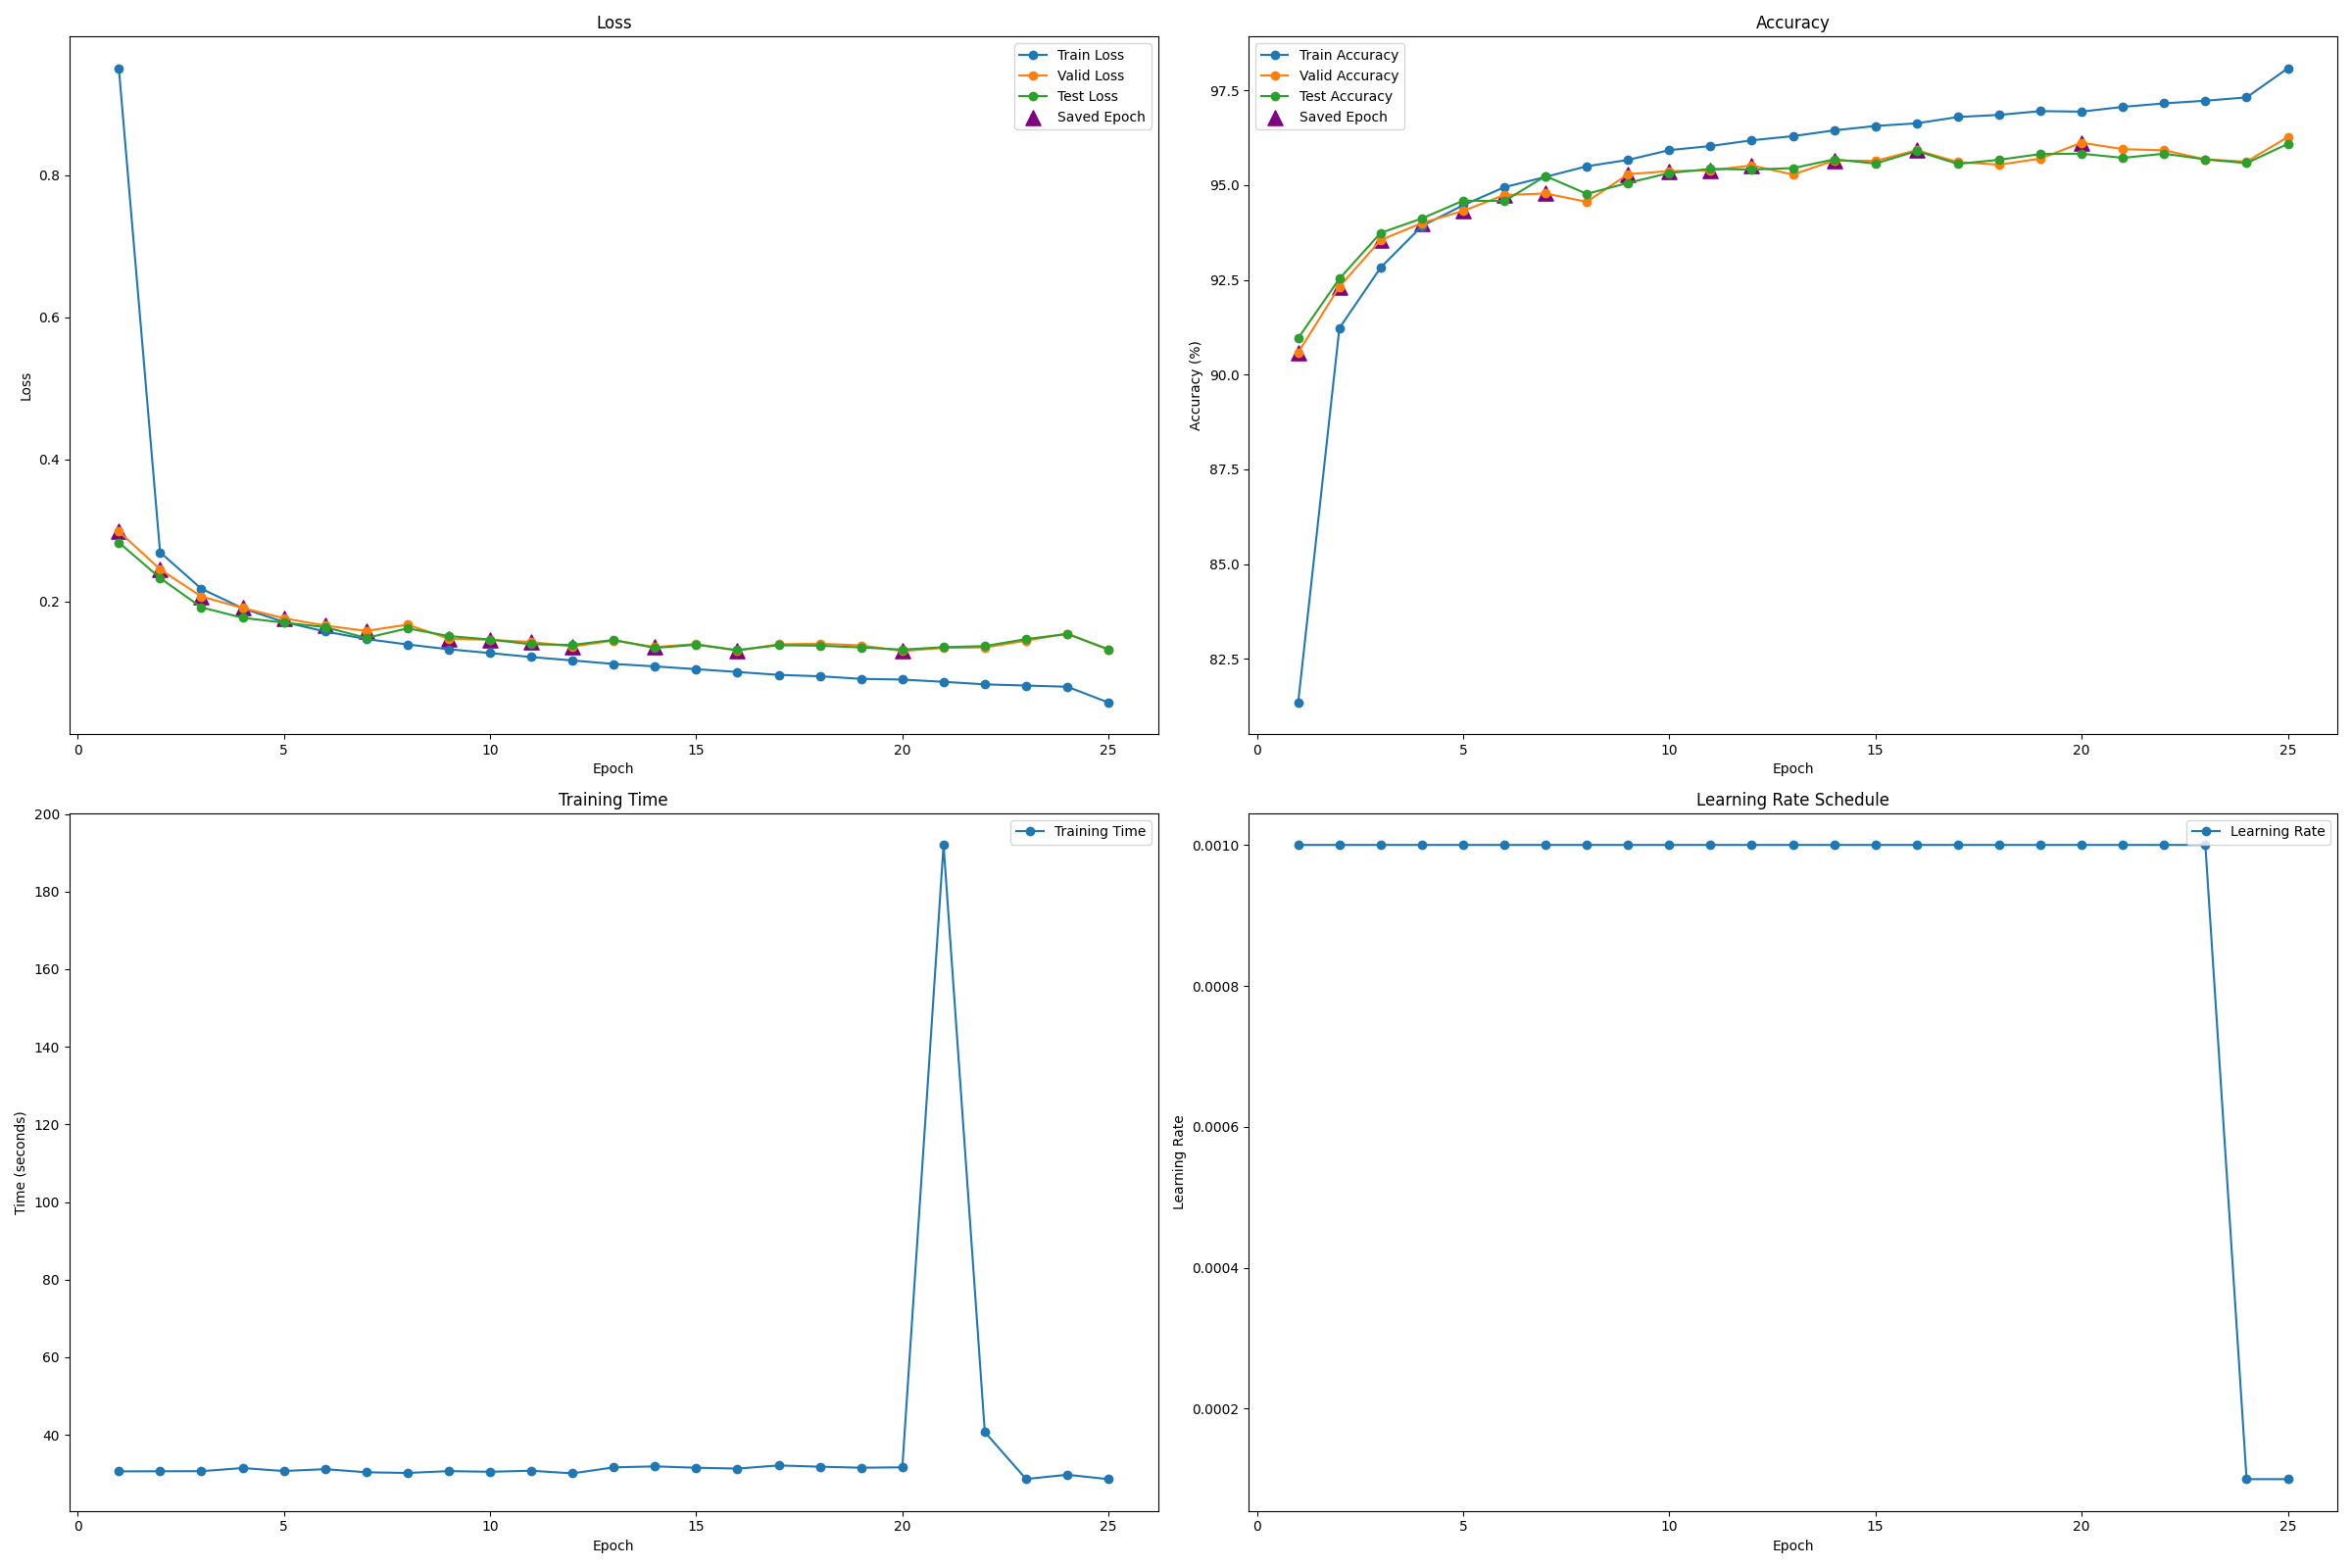 Loss
Train Loss
Valid Loss
Test Loss
Saved Epoch
0.8
0.6
0.4
0.2
Loss
0
5
10
15
20
25
Epoch
Accuracy
Train Accuracy
Valid Accuracy
Test Accuracy
Saved Epoch
97.5
95.0
92.5
90.0
87.5
85.0
82.5
Accuracy (%)
0
5
10
15
20
25
Epoch
Training Time
Training Time
200
180
160
140
120
100
80
60
40
Time (seconds)
0
5
10
15
20
25
Epoch
Learning Rate Schedule
Learning Rate
0.0010
0.0008
0.0006
0.0004
0.0002
Learning Rate
0
5
10
15
20
25
Epoch